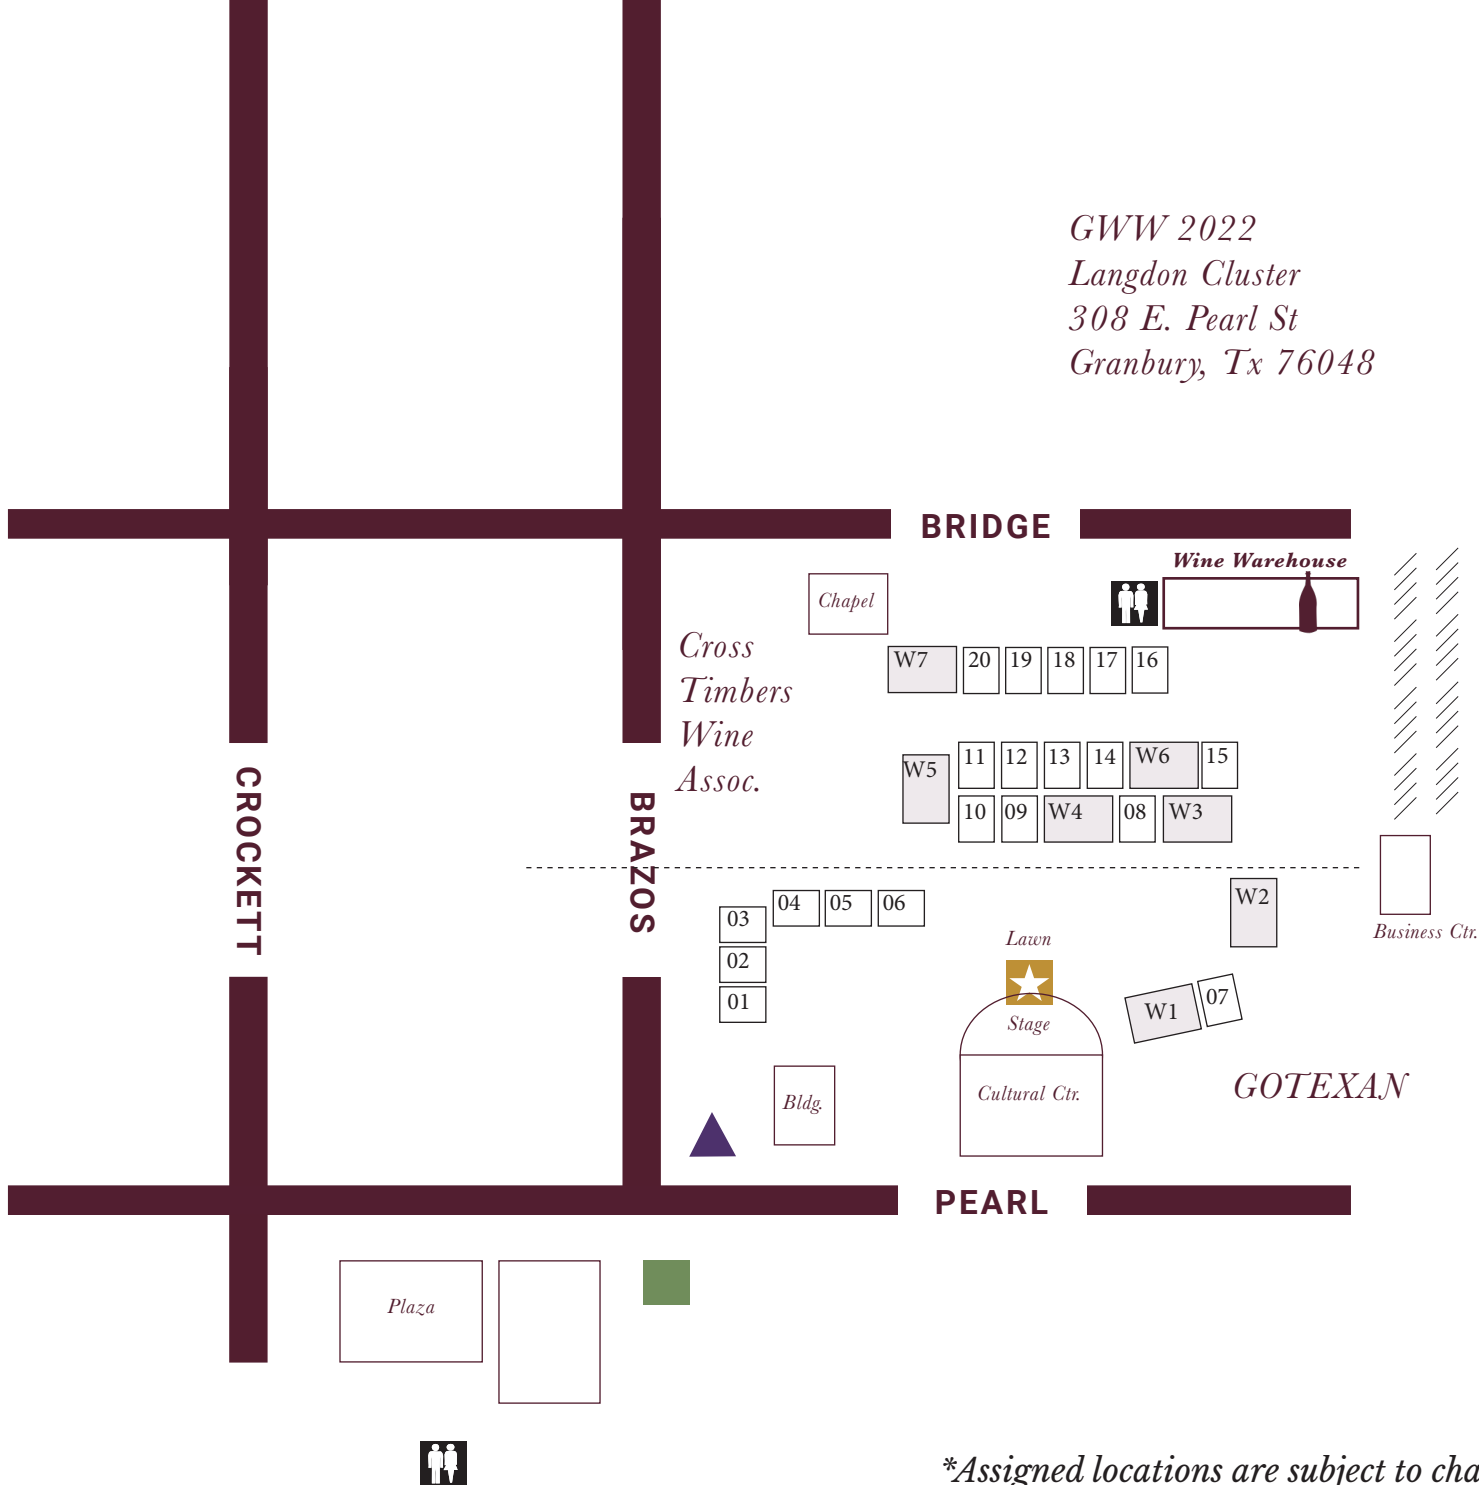 GWW 2022
Langdon Cluster
308 E. Pearl St
Granbury, Tx 76048
BRIDGE
Wine Warehouse
Chapel
Cross
Timbers
Wine
Assoc.
W7 20 19 18 17 16
W5 11 12 13 14 W6 15
10 09 W4 08 W3
CROCKETT
BRAZOS
W2
Business Ctr.
03 04 05 06
02
01
Lawn
Stage
W1 07
Cultural Ctr.
GOTEXAN
Bldg.
PEARL
Plaza
*Assigned locations are subject to cha